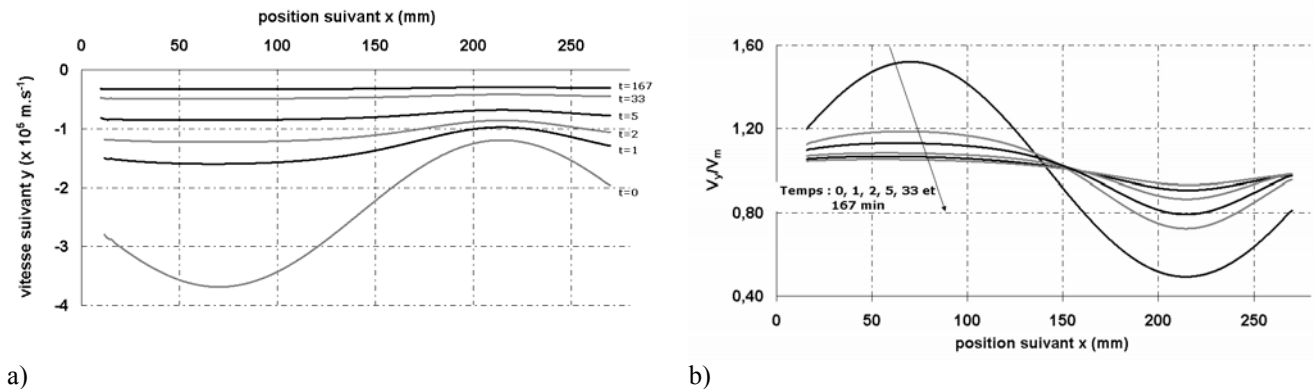 position suivant x (mm)
0 50 100 150 200 250
0
-1
-2
-3
-4
vitesse suivant y (x 10⁵ m.s⁻¹)
t=167
t=33
t=5
t=2
t=1
t=0
a)
1,60
1,20
0,80
0,40
Vy/Vm
Temps : 0, 1, 2, 5, 33 et
167 min
0 50 100 150 200 250
position suivant x (mm)
b)